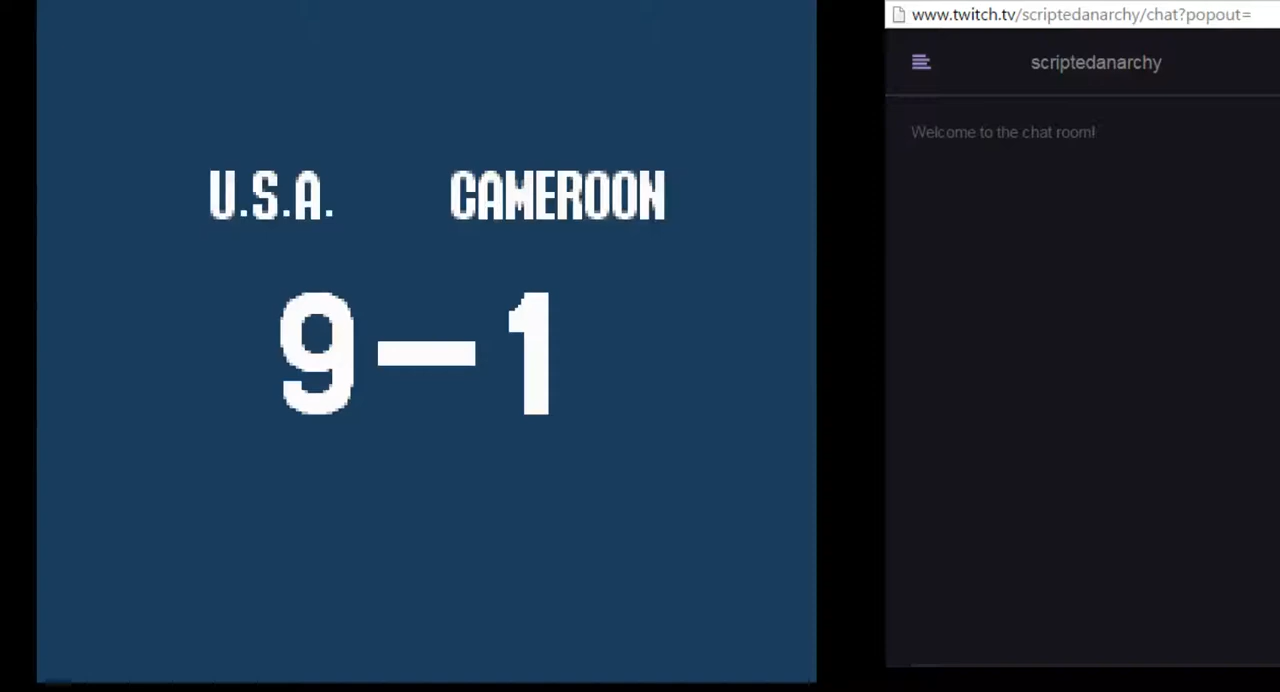 www.twitch.tv/scriptedanarchy/chat?popout=
scriptedanarchy
Welcome to the chat room!
U.S.A. CAMEROON
9-1